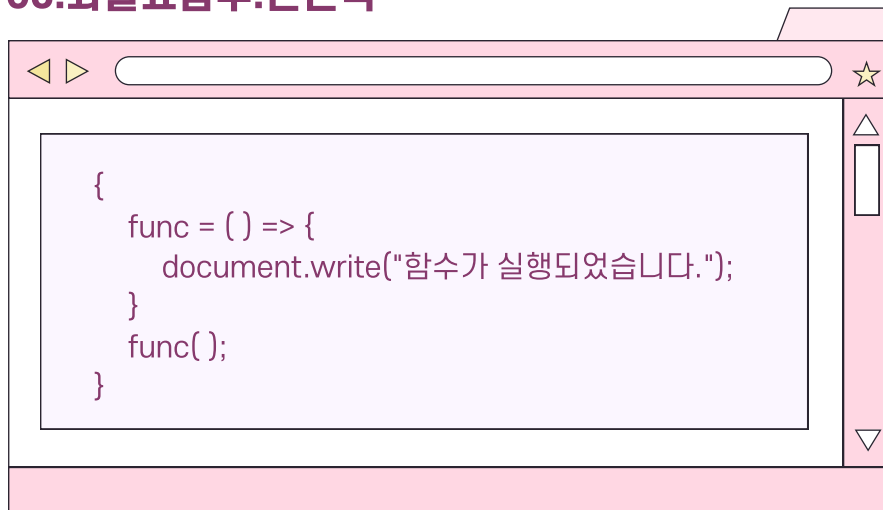 {
func = ( ) => {
document.write("함수가 실행되었습니다.");
}
func( );
}